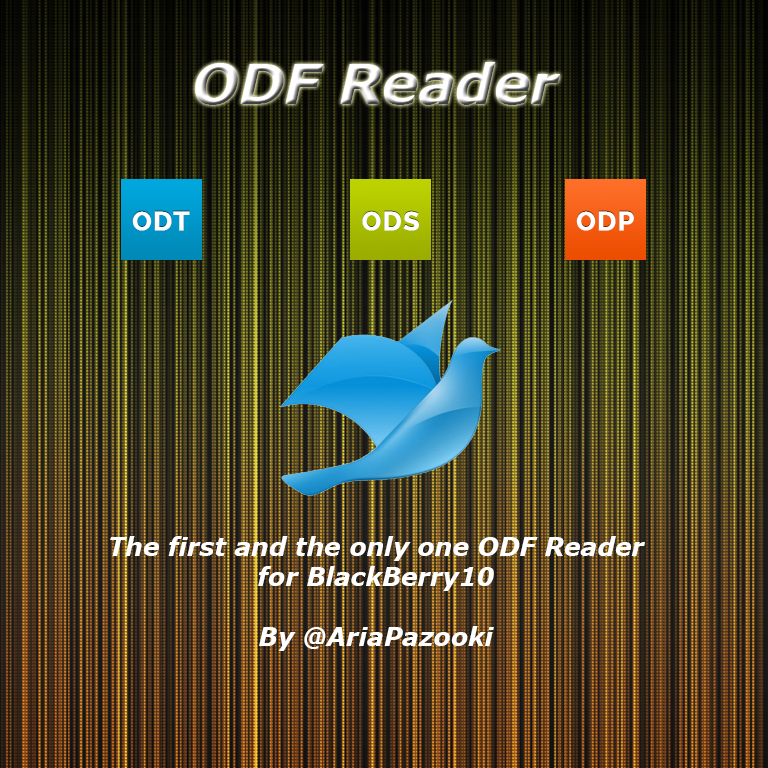 ODF Reader
ODT ODS ODP
The first and the only one ODF Reader
for BlackBerry10
By @AriaPazooki